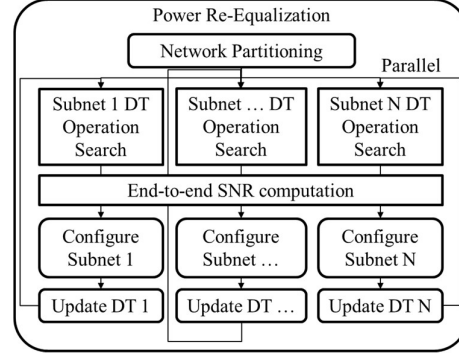 Power Re-Equalization
Network Partitioning
Parallel
Subnet 1 DT
Operation
Search
Subnet … DT
Operation
Search
Subnet N DT
Operation
Search
End-to-end SNR computation
Configure
Subnet 1
Configure
Subnet …
Configure
Subnet N
Update DT 1
Update DT …
Update DT N